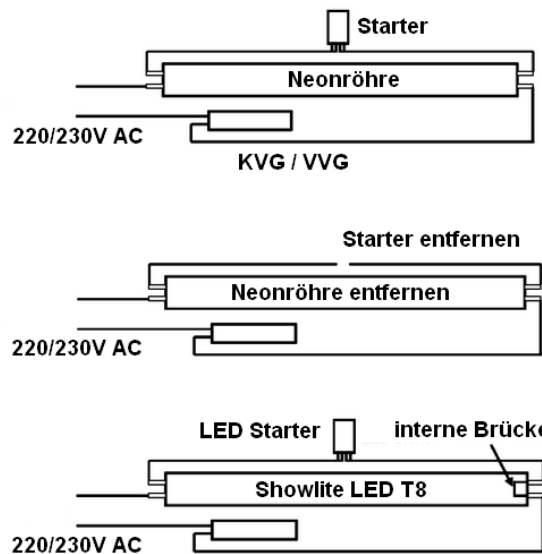 Starter
Neonröhre
220/230V AC
KVG / VVG
Starter entfernen
Neonröhre entfernen
220/230V AC
LED Starter
interne Brücke
Showlite LED T8
220/230V AC